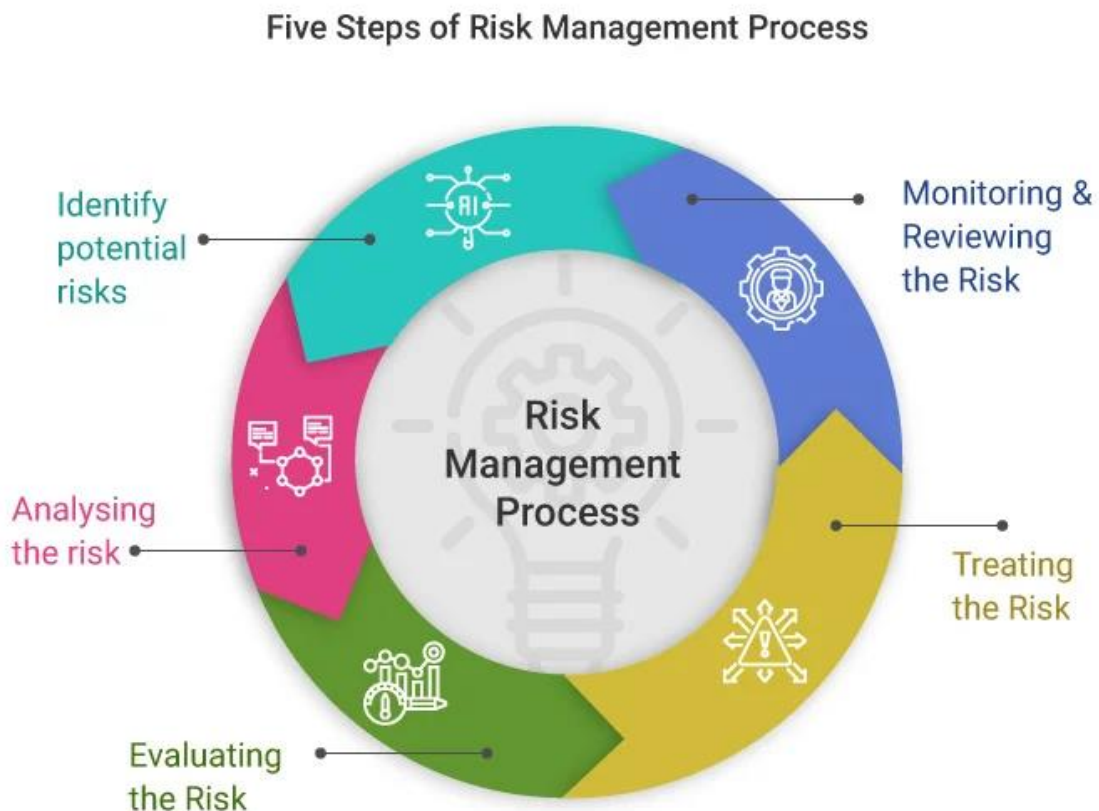 Five Steps of Risk Management Process
Identify
potential
risks
Monitoring &
Reviewing
the Risk
AI
Risk
Management
Process
Analysing
the risk
Treating
the Risk
Evaluating
the Risk